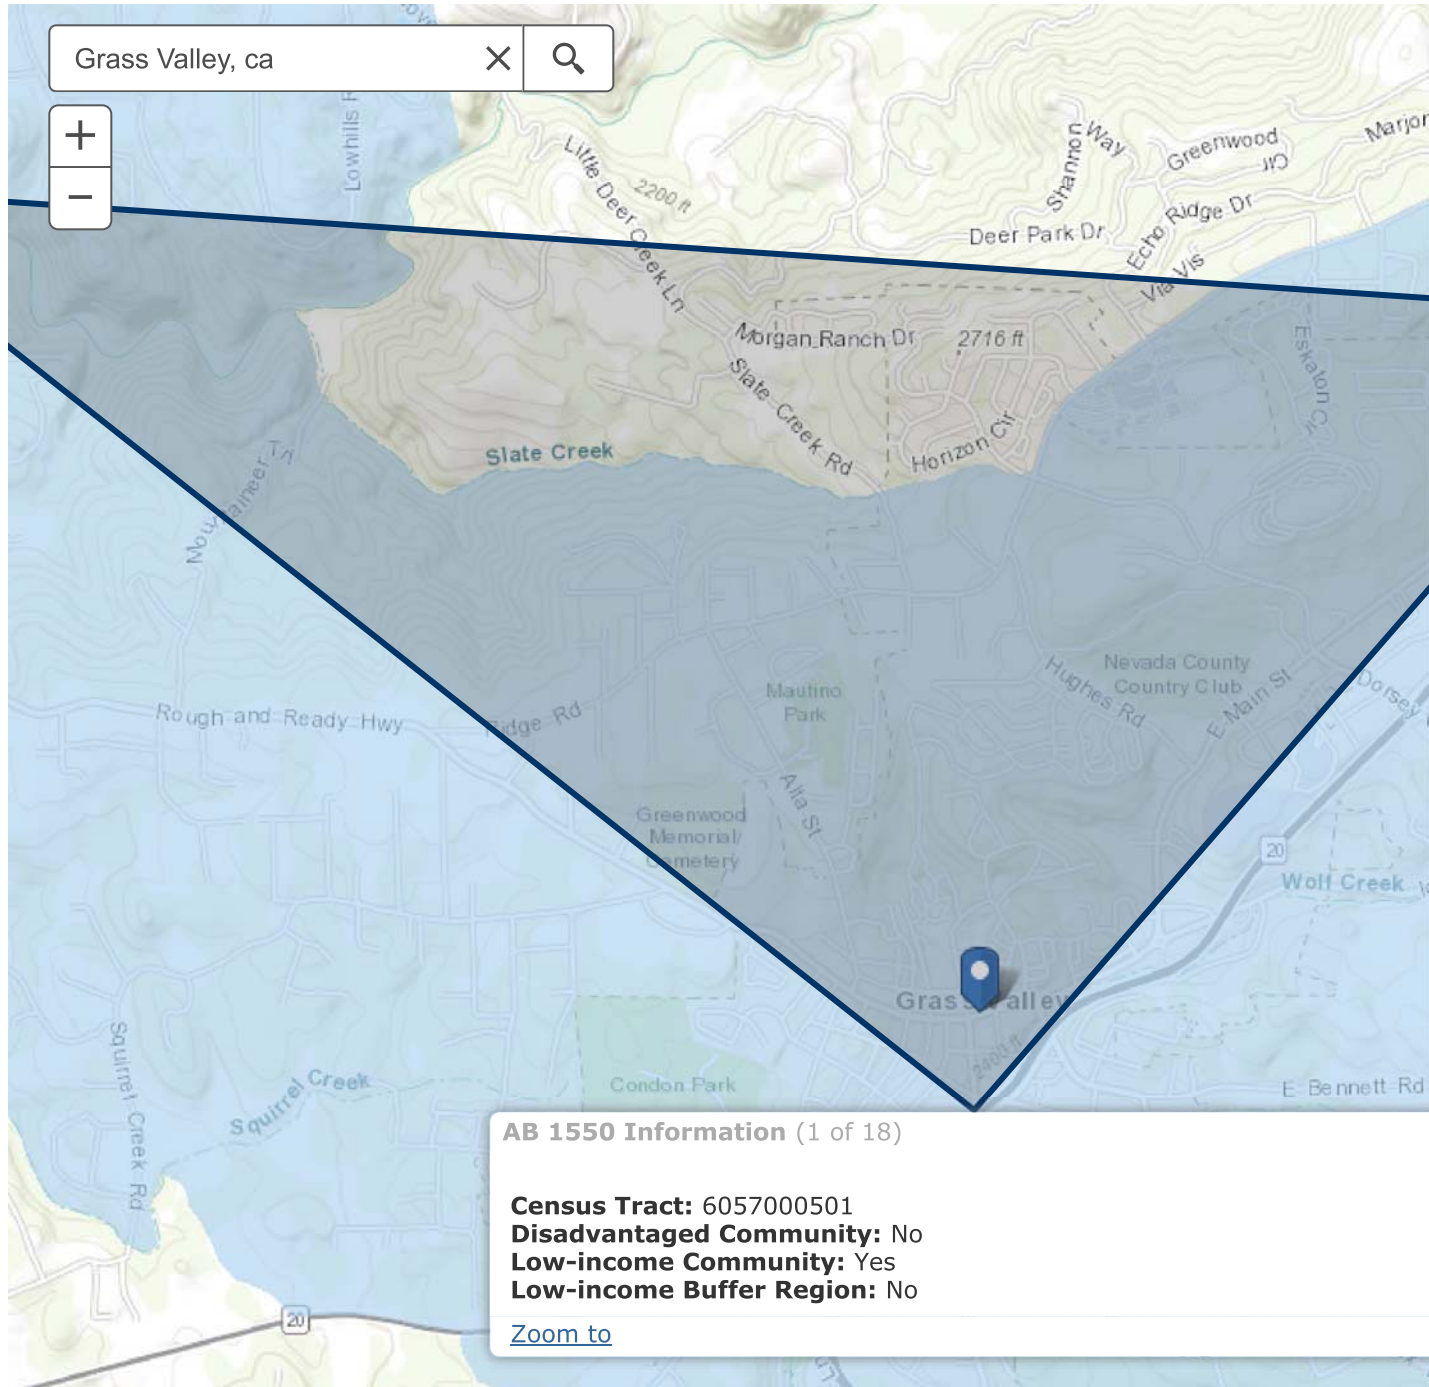 Grass Valley, ca
+
−
Lowhills
Little Deer Creek Ln
2200 ft
Shannon Way
Greenwood Cir
Deer Park Dr
Echo Ridge Dr
Via Vis
Morgan Ranch Dr
2716 ft
Eskaton Cir
Slate Creek Rd
Horizon Cir
Slate Creek
Mountaineer Tr
Nevada County
Country Club
Hughes Rd
E Main St
Dorsey
Mautino
Park
Rough and Ready Hwy
Ridge Rd
Alta St
Greenwood
Memorial
Cemetery
20
Wolf Creek
Grass Valley
2400 ft
Squirrel Creek Rd
Squirrel Creek
Condon Park
E Bennett Rd
AB 1550 Information (1 of 18)
Census Tract: 6057000501
Disadvantaged Community: No
Low-income Community: Yes
Low-income Buffer Region: No
Zoom to
20